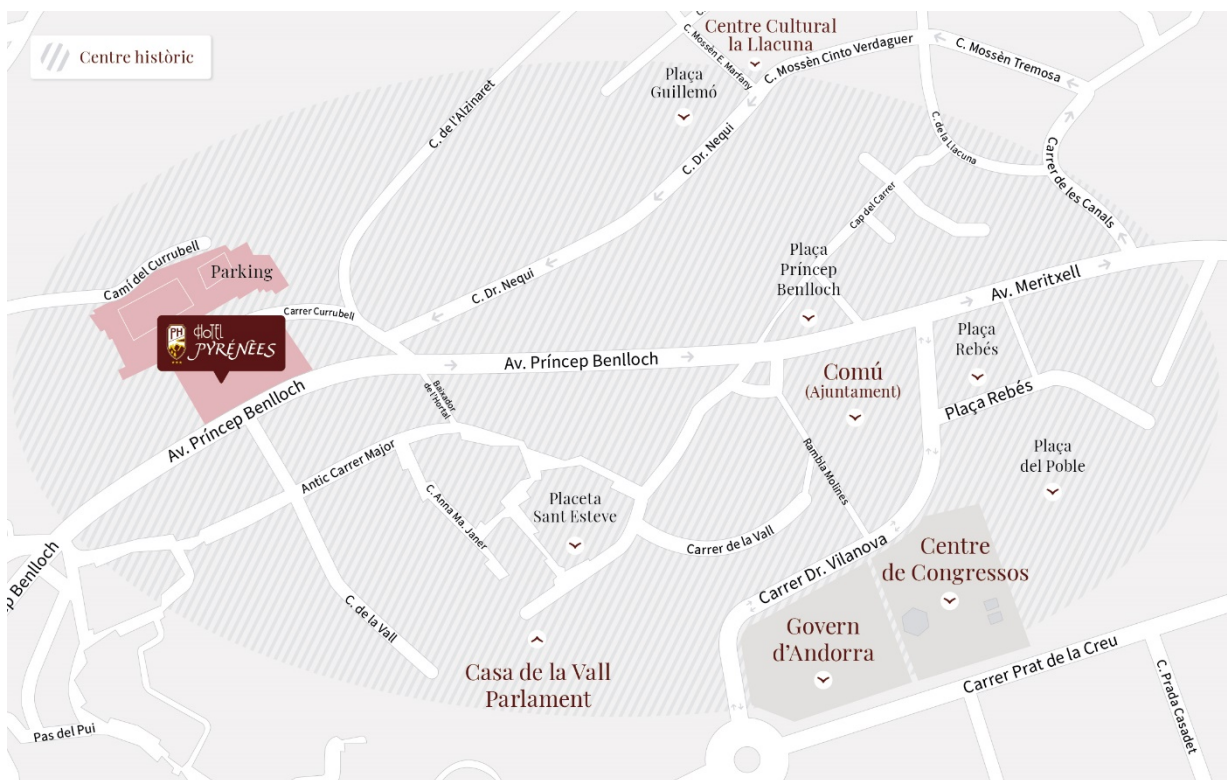 Centre històric
Centre Cultural
la Llacuna
C. Mossèn E. Marfany
C. Mossèn Cinto Verdaguer
C. Mossèn Tremosa
Plaça
Guillemó
C. de l'Alzinaret
C. Dr. Nequi
C. de la Llacuna
Carrer de les Canals
Cap del Carrer
Camí del Currubell
Parking
Carrer Currubell
C. Dr. Nequi
Plaça
Príncep
Benlloch
Av. Meritxell
PH
HOTEL
PYRÉNÉES
Av. Príncep Benlloch
Plaça
Rebés
Comú
(Ajuntament)
Plaça Rebés
Baixador
de l'Hortal
Av. Príncep Benlloch
Antic Carrer Major
Rambla Molines
Plaça
del Poble
C. Anna Ma. Janer
Placeta
Sant Esteve
Carrer de la Vall
Carrer Dr. Vilanova
Centre
de Congressos
ep Benlloch
C. de la Vall
Govern
d'Andorra
Casa de la Vall
Parlament
Carrer Prat de la Creu
C. Prada Casadet
Pas del Pui